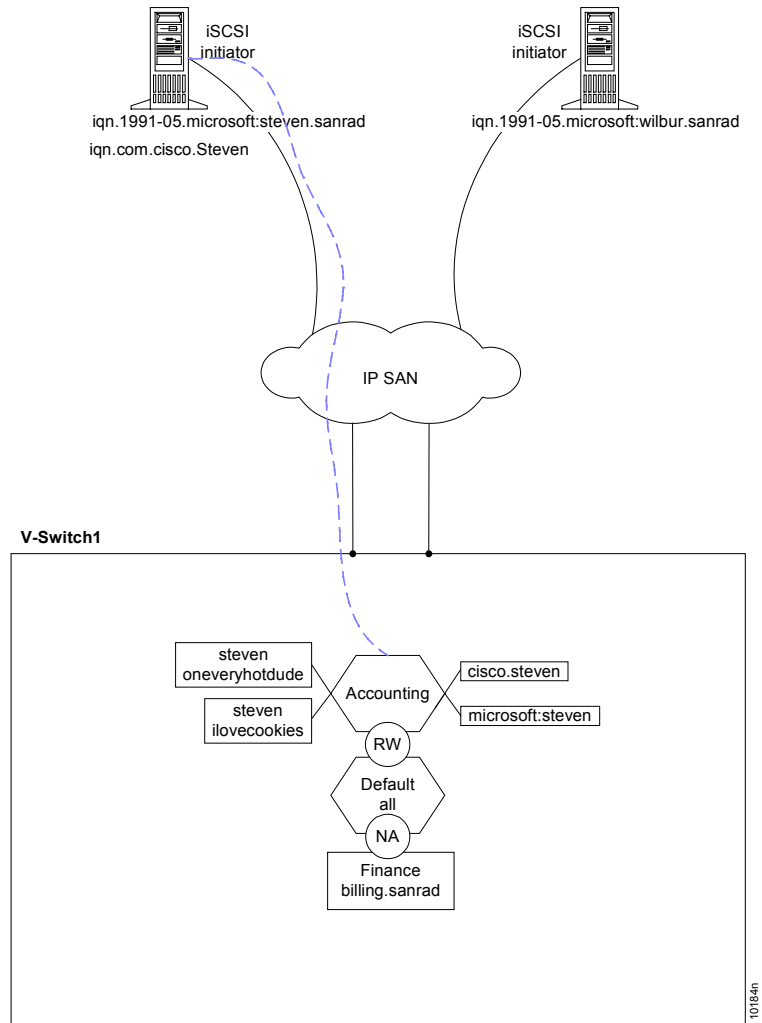 iSCSI
initiator
iSCSI
initiator
iqn.1991-05.microsoft:steven.sanrad
iqn.com.cisco.Steven
iqn.1991-05.microsoft:wilbur.sanrad
IP SAN
V-Switch1
steven
oneveryhotdude
steven
ilovecookies
Accounting
cisco.steven
microsoft:steven
RW
Default
all
NA
Finance
billing.sanrad
10184n